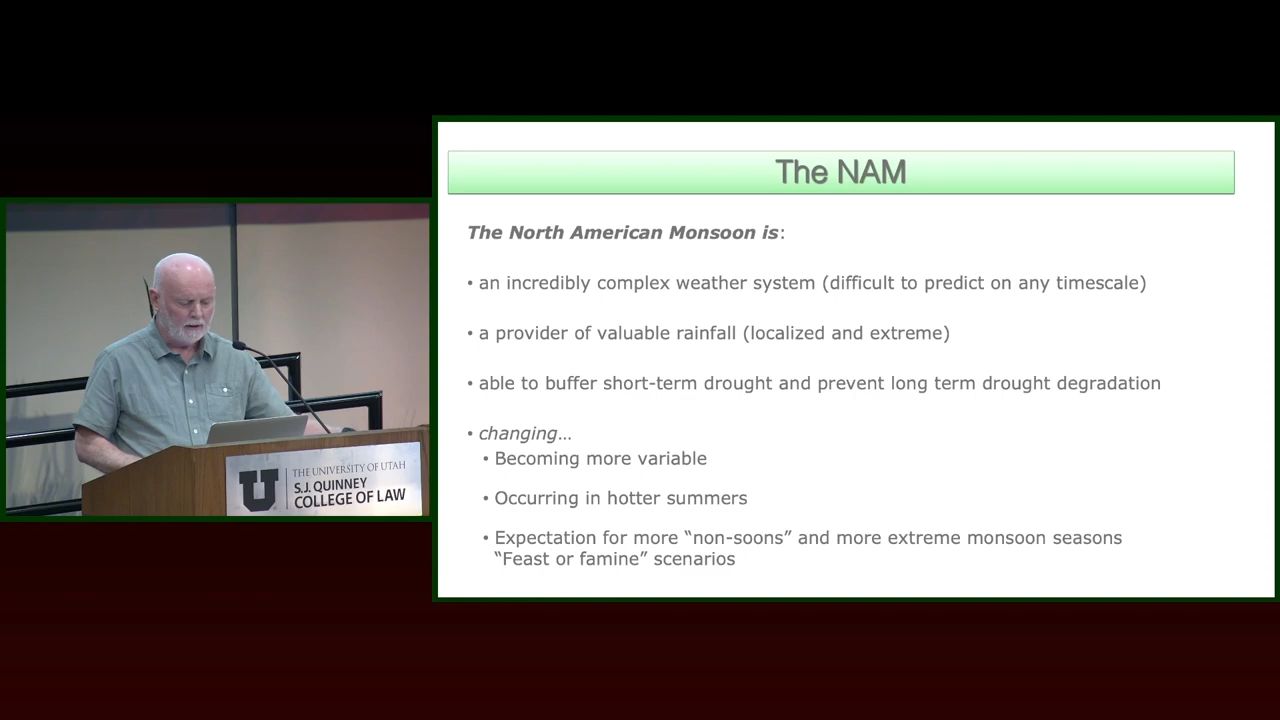 The NAM
The North American Monsoon is:
• an incredibly complex weather system (difficult to predict on any timescale)
• a provider of valuable rainfall (localized and extreme)
• able to buffer short-term drought and prevent long term drought degradation
• changing…
• Becoming more variable
• Occurring in hotter summers
• Expectation for more “non-soons” and more extreme monsoon seasons
“Feast or famine” scenarios
U
THE UNIVERSITY OF UTAH
S.J. QUINNEY
COLLEGE OF LAW